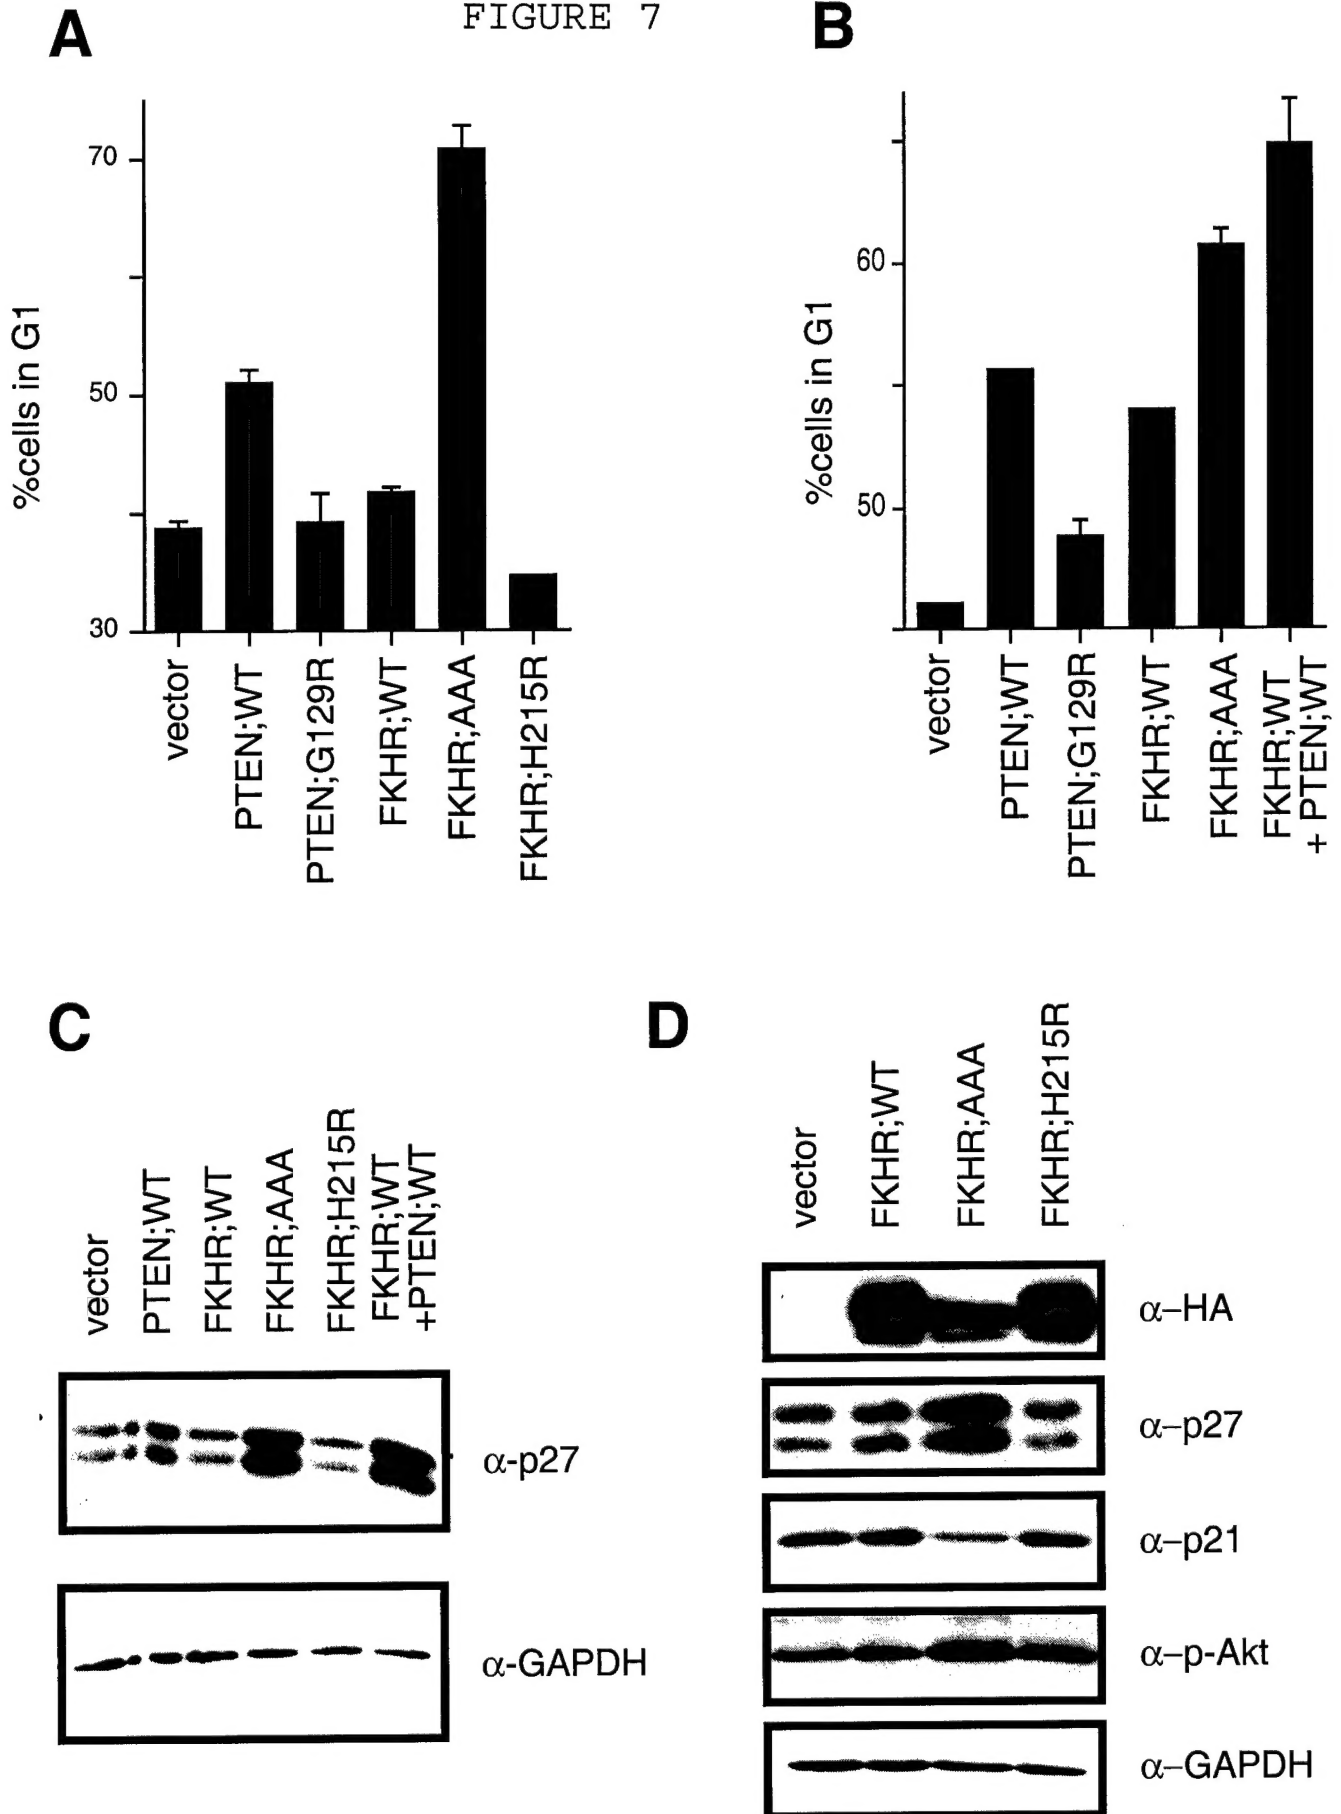 FIGURE 7
A
%cells in G1
70
50
30
vector
PTEN;WT
PTEN;G129R
FKHR;WT
FKHR;AAA
FKHR;H215R
B
%cells in G1
60
50
vector
PTEN;WT
PTEN;G129R
FKHR;WT
FKHR;AAA
FKHR;WT
+ PTEN;WT
C
vector
PTEN;WT
FKHR;WT
FKHR;AAA
FKHR;H215R
FKHR;WT
+PTEN;WT
α-p27
α-GAPDH
D
vector
FKHR;WT
FKHR;AAA
FKHR;H215R
α–HA
α–p27
α–p21
α–p-Akt
α–GAPDH